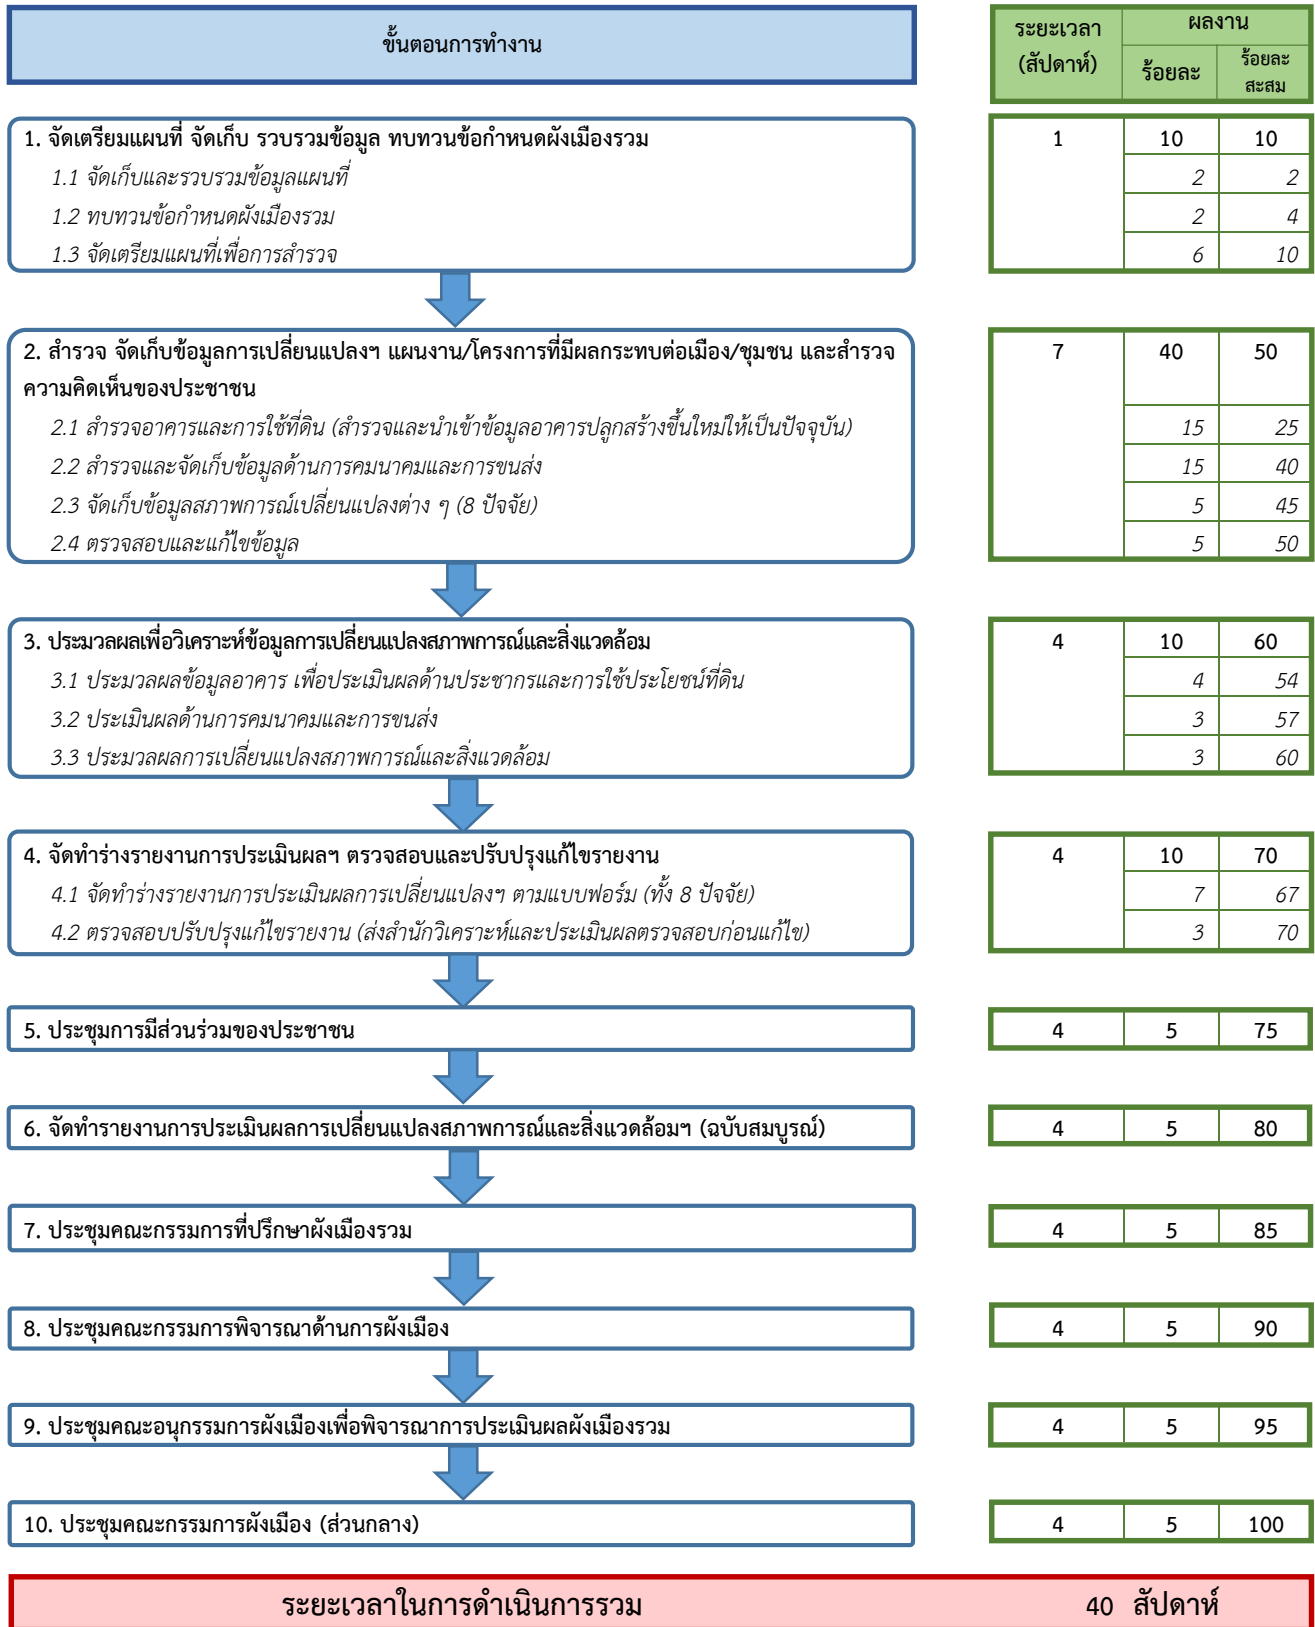 ขั้นตอนการทำงาน
ระยะเวลา (สัปดาห์)
ผลงาน
ร้อยละ
ร้อยละสะสม
1. จัดเตรียมแผนที่ จัดเก็บ รวบรวมข้อมูล ทบทวนข้อกำหนดผังเมืองรวม 1 10 10
1.1 จัดเก็บและรวบรวมข้อมูลแผนที่ 2 2
1.2 ทบทวนข้อกำหนดผังเมืองรวม 2 4
1.3 จัดเตรียมแผนที่เพื่อการสำรวจ 6 10
2. สำรวจ จัดเก็บข้อมูลการเปลี่ยนแปลงฯ แผนงาน/โครงการที่มีผลกระทบต่อเมือง/ชุมชน และสำรวจ 7 40 50
ความคิดเห็นของประชาชน
2.1 สำรวจอาคารและการใช้ที่ดิน (สำรวจและนำเข้าข้อมูลอาคารปลูกสร้างขึ้นใหม่ให้เป็นปัจจุบัน) 15 25
2.2 สำรวจและจัดเก็บข้อมูลด้านการคมนาคมและการขนส่ง 15 40
2.3 จัดเก็บข้อมูลสภาพการณ์เปลี่ยนแปลงต่าง ๆ (8 ปัจจัย) 5 45
2.4 ตรวจสอบและแก้ไขข้อมูล 5 50
3. ประมวลผลเพื่อวิเคราะห์ข้อมูลการเปลี่ยนแปลงสภาพการณ์และสิ่งแวดล้อม 4 10 60
3.1 ประมวลผลข้อมูลอาคาร เพื่อประเมินผลด้านประชากรและการใช้ประโยชน์ที่ดิน 4 54
3.2 ประเมินผลด้านการคมนาคมและการขนส่ง 3 57
3.3 ประมวลผลการเปลี่ยนแปลงสภาพการณ์และสิ่งแวดล้อม 3 60
4. จัดทำร่างรายงานการประเมินผลฯ ตรวจสอบและปรับปรุงแก้ไขรายงาน 4 10 70
4.1 จัดทำร่างรายงานการประเมินผลการเปลี่ยนแปลงฯ ตามแบบฟอร์ม (ทั้ง 8 ปัจจัย) 7 67
4.2 ตรวจสอบปรับปรุงแก้ไขรายงาน (ส่งสำนักวิเคราะห์และประเมินผลตรวจสอบก่อนแก้ไข) 3 70
5. ประชุมการมีส่วนร่วมของประชาชน 4 5 75
6. จัดทำรายงานการประเมินผลการเปลี่ยนแปลงสภาพการณ์และสิ่งแวดล้อมฯ (ฉบับสมบูรณ์) 4 5 80
7. ประชุมคณะกรรมการที่ปรึกษาผังเมืองรวม 4 5 85
8. ประชุมคณะกรรมการพิจารณาด้านการผังเมือง 4 5 90
9. ประชุมคณะอนุกรรมการผังเมืองเพื่อพิจารณาการประเมินผลผังเมืองรวม 4 5 95
10. ประชุมคณะกรรมการผังเมือง (ส่วนกลาง) 4 5 100
ระยะเวลาในการดำเนินการรวม 40 สัปดาห์